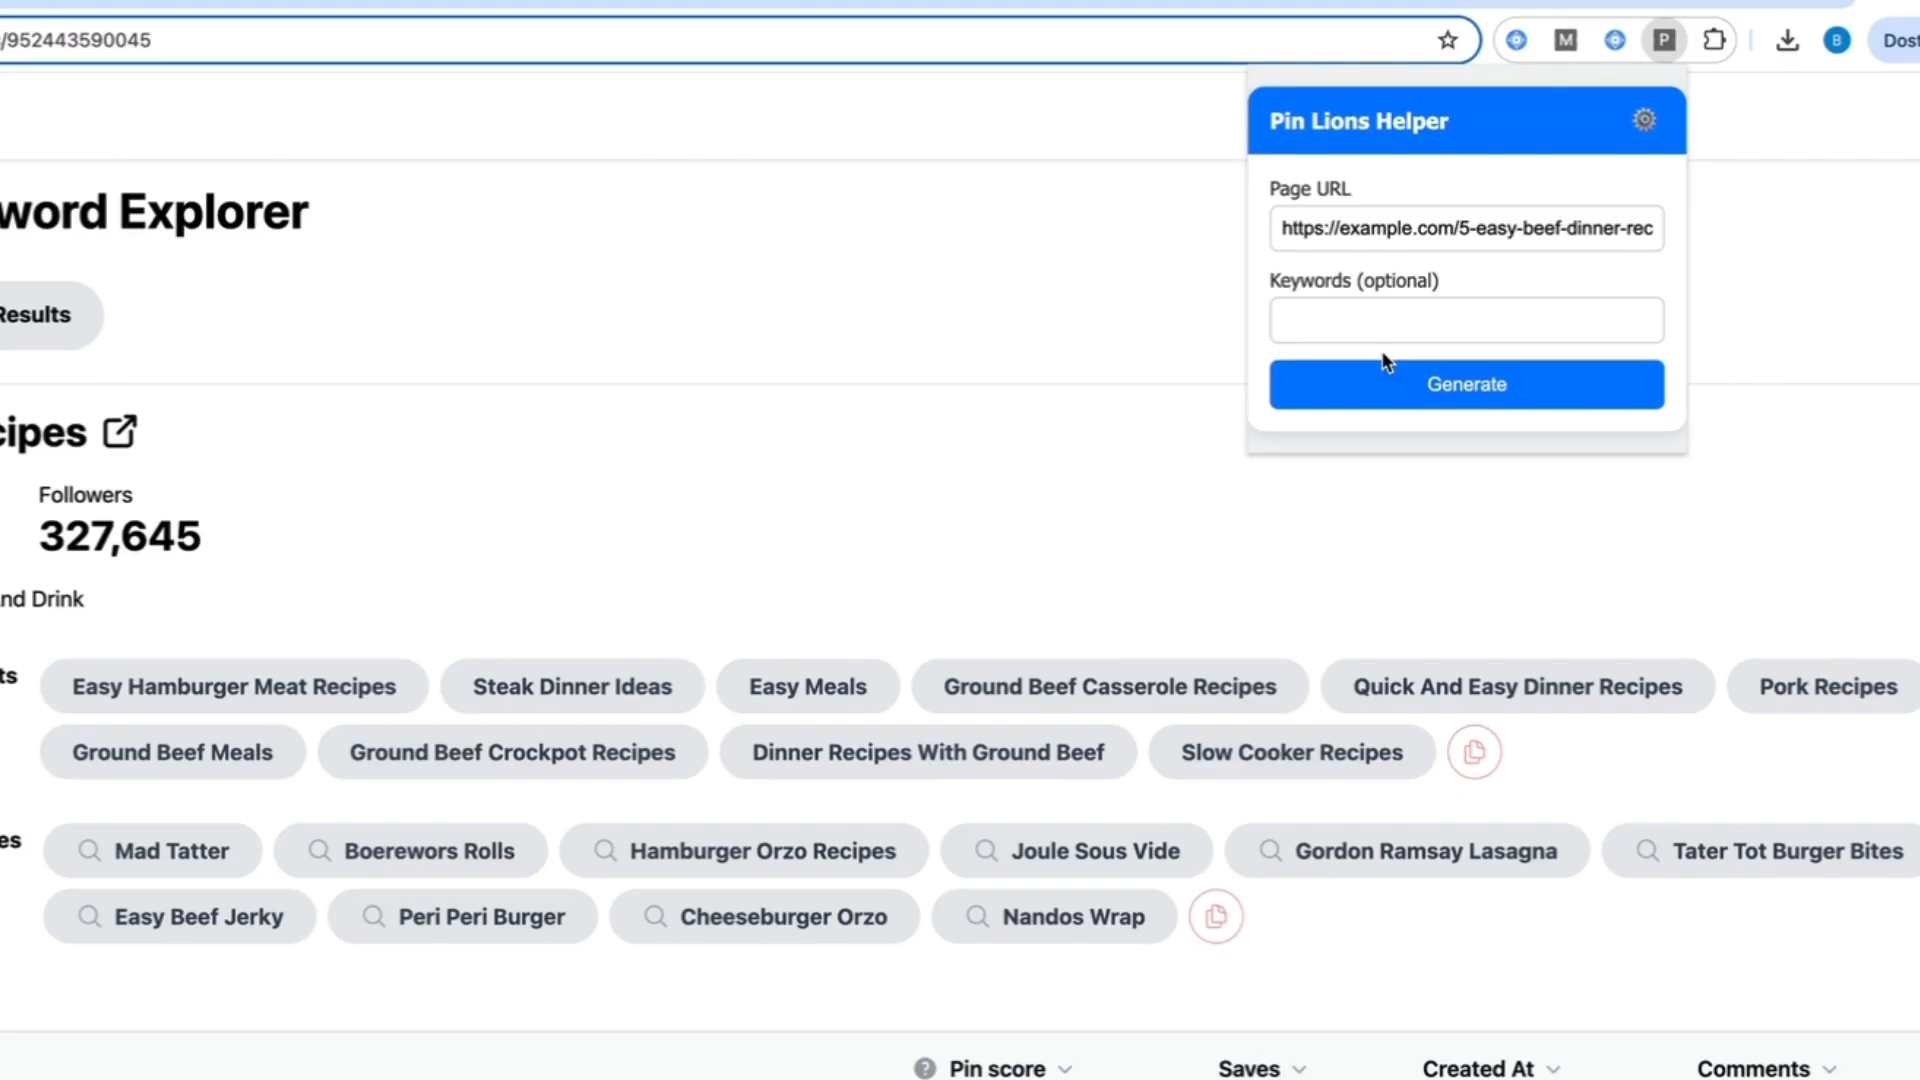 /952443590045
M
P
B
Dost
Pin Lions Helper
Page URL
https://example.com/5-easy-beef-dinner-rec
Keywords (optional)
Generate
word Explorer
Results
cipes
Followers
327,645
nd Drink
ts
Easy Hamburger Meat Recipes
Steak Dinner Ideas
Easy Meals
Ground Beef Casserole Recipes
Quick And Easy Dinner Recipes
Pork Recipes
Ground Beef Meals
Ground Beef Crockpot Recipes
Dinner Recipes With Ground Beef
Slow Cooker Recipes
es
Mad Tatter
Boerewors Rolls
Hamburger Orzo Recipes
Joule Sous Vide
Gordon Ramsay Lasagna
Tater Tot Burger Bites
Easy Beef Jerky
Peri Peri Burger
Cheeseburger Orzo
Nandos Wrap
? Pin score
Saves
Created At
Comments